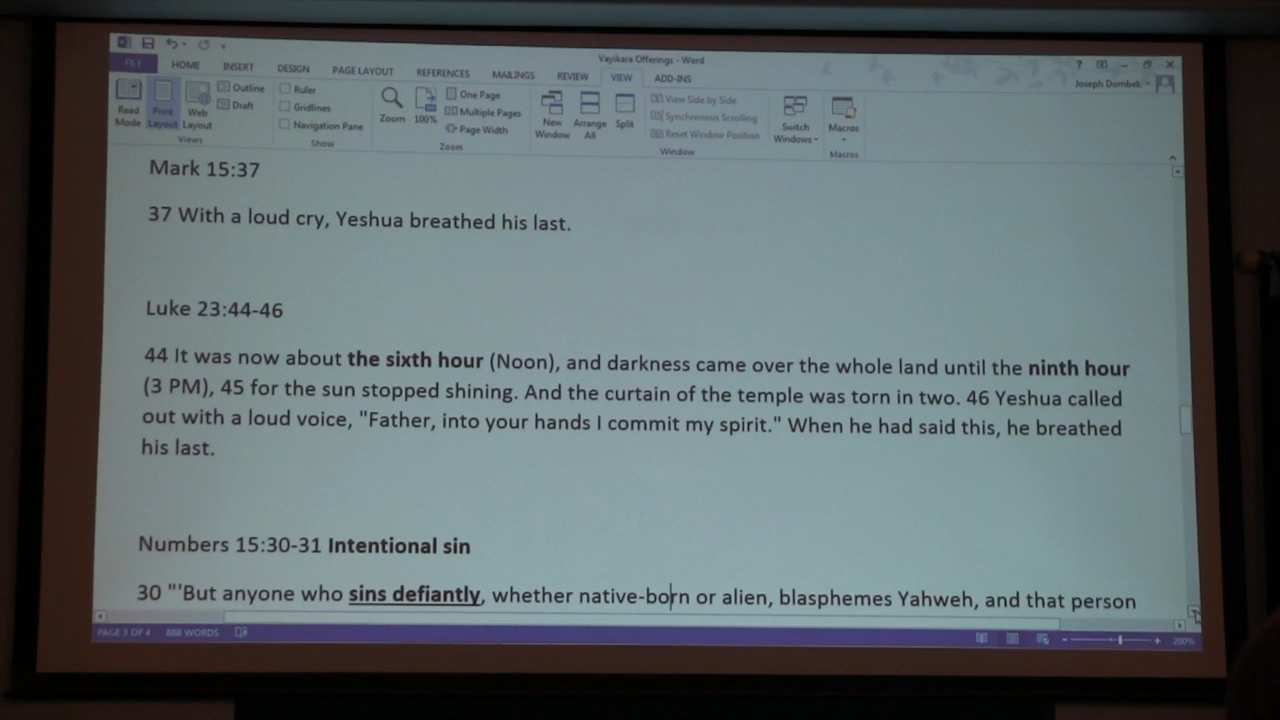 Vayikara Offerings - Word
FILE HOME INSERT DESIGN PAGE LAYOUT REFERENCES MAILINGS REVIEW VIEW ADD-INS
Joseph Dombek
Read Mode
Print Layout
Web Layout
Outline
Draft
Views
Ruler
Gridlines
Navigation Pane
Show
Zoom
100%
One Page
Multiple Pages
Page Width
Zoom
New Window
Arrange All
Split
View Side by Side
Synchronous Scrolling
Reset Window Position
Window
Switch Windows
Macros
Macros
Mark 15:37
37 With a loud cry, Yeshua breathed his last.
Luke 23:44-46
44 It was now about the sixth hour (Noon), and darkness came over the whole land until the ninth hour
(3 PM), 45 for the sun stopped shining. And the curtain of the temple was torn in two. 46 Yeshua called
out with a loud voice, "Father, into your hands I commit my spirit." When he had said this, he breathed
his last.
Numbers 15:30-31 Intentional sin
30 "'But anyone who sins defiantly, whether native-born or alien, blasphemes Yahweh, and that person
PAGE 3 OF 4 888 WORDS
200%